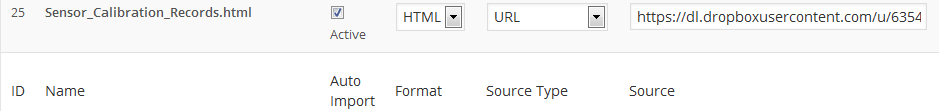 25 Sensor_Calibration_Records.html HTML URL https://dl.dropboxusercontent.com/u/6354
Active
ID Name Auto Import Format Source Type Source